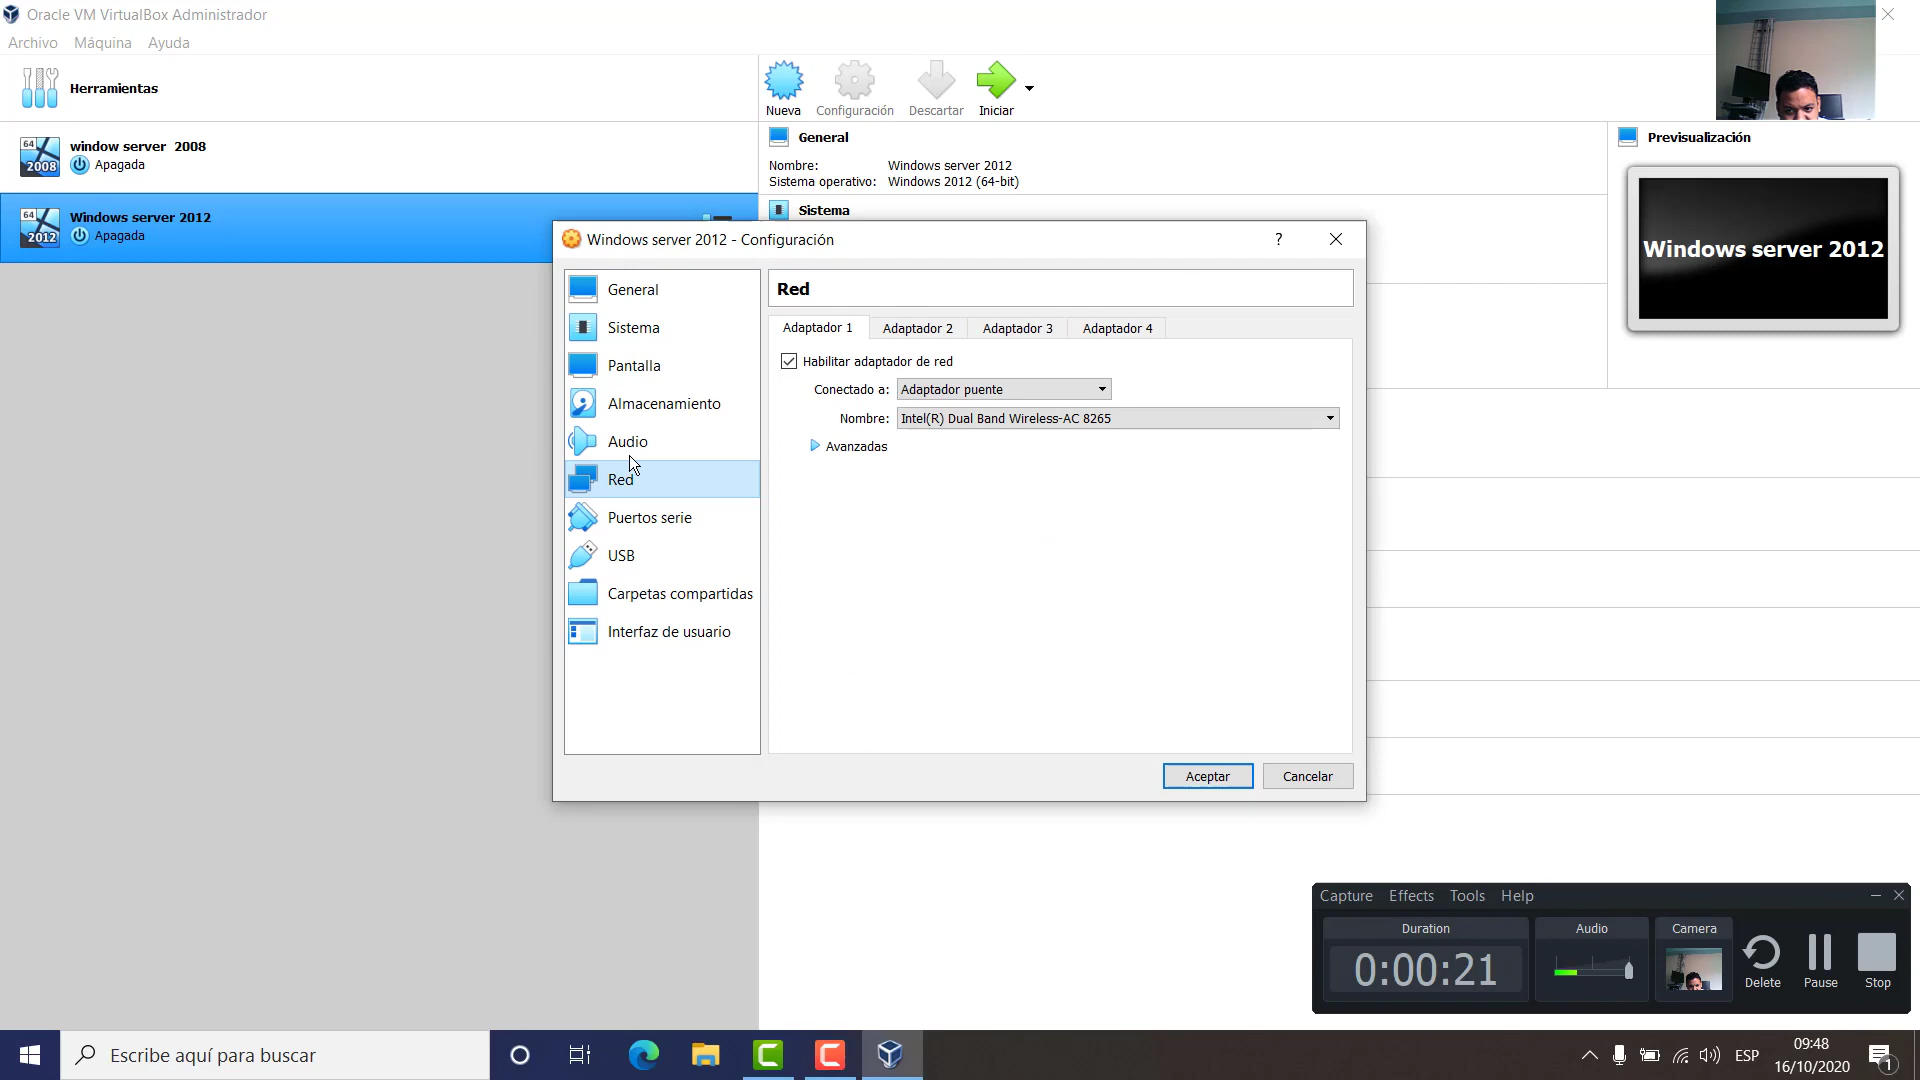 Oracle VM VirtualBox Administrador
Archivo Máquina Ayuda
Herramientas
64
2008
window server 2008
Apagada
64
2012
Windows server 2012
Apagada
Nueva
Configuración
Descartar
Iniciar
General
Nombre: Windows server 2012
Sistema operativo: Windows 2012 (64-bit)
Sistema
Previsualización
Windows server 2012
Windows server 2012 - Configuración
?
General
Sistema
Pantalla
Almacenamiento
Audio
Red
Puertos serie
USB
Carpetas compartidas
Interfaz de usuario
Red
Adaptador 1 Adaptador 2 Adaptador 3 Adaptador 4
Habilitar adaptador de red
Conectado a: Adaptador puente
Nombre: Intel(R) Dual Band Wireless-AC 8265
Avanzadas
Aceptar Cancelar
Capture Effects Tools Help
Duration
0:00:21
Audio
Camera
Delete
Pause
Stop
Escribe aquí para buscar
ESP
09:48
16/10/2020
1